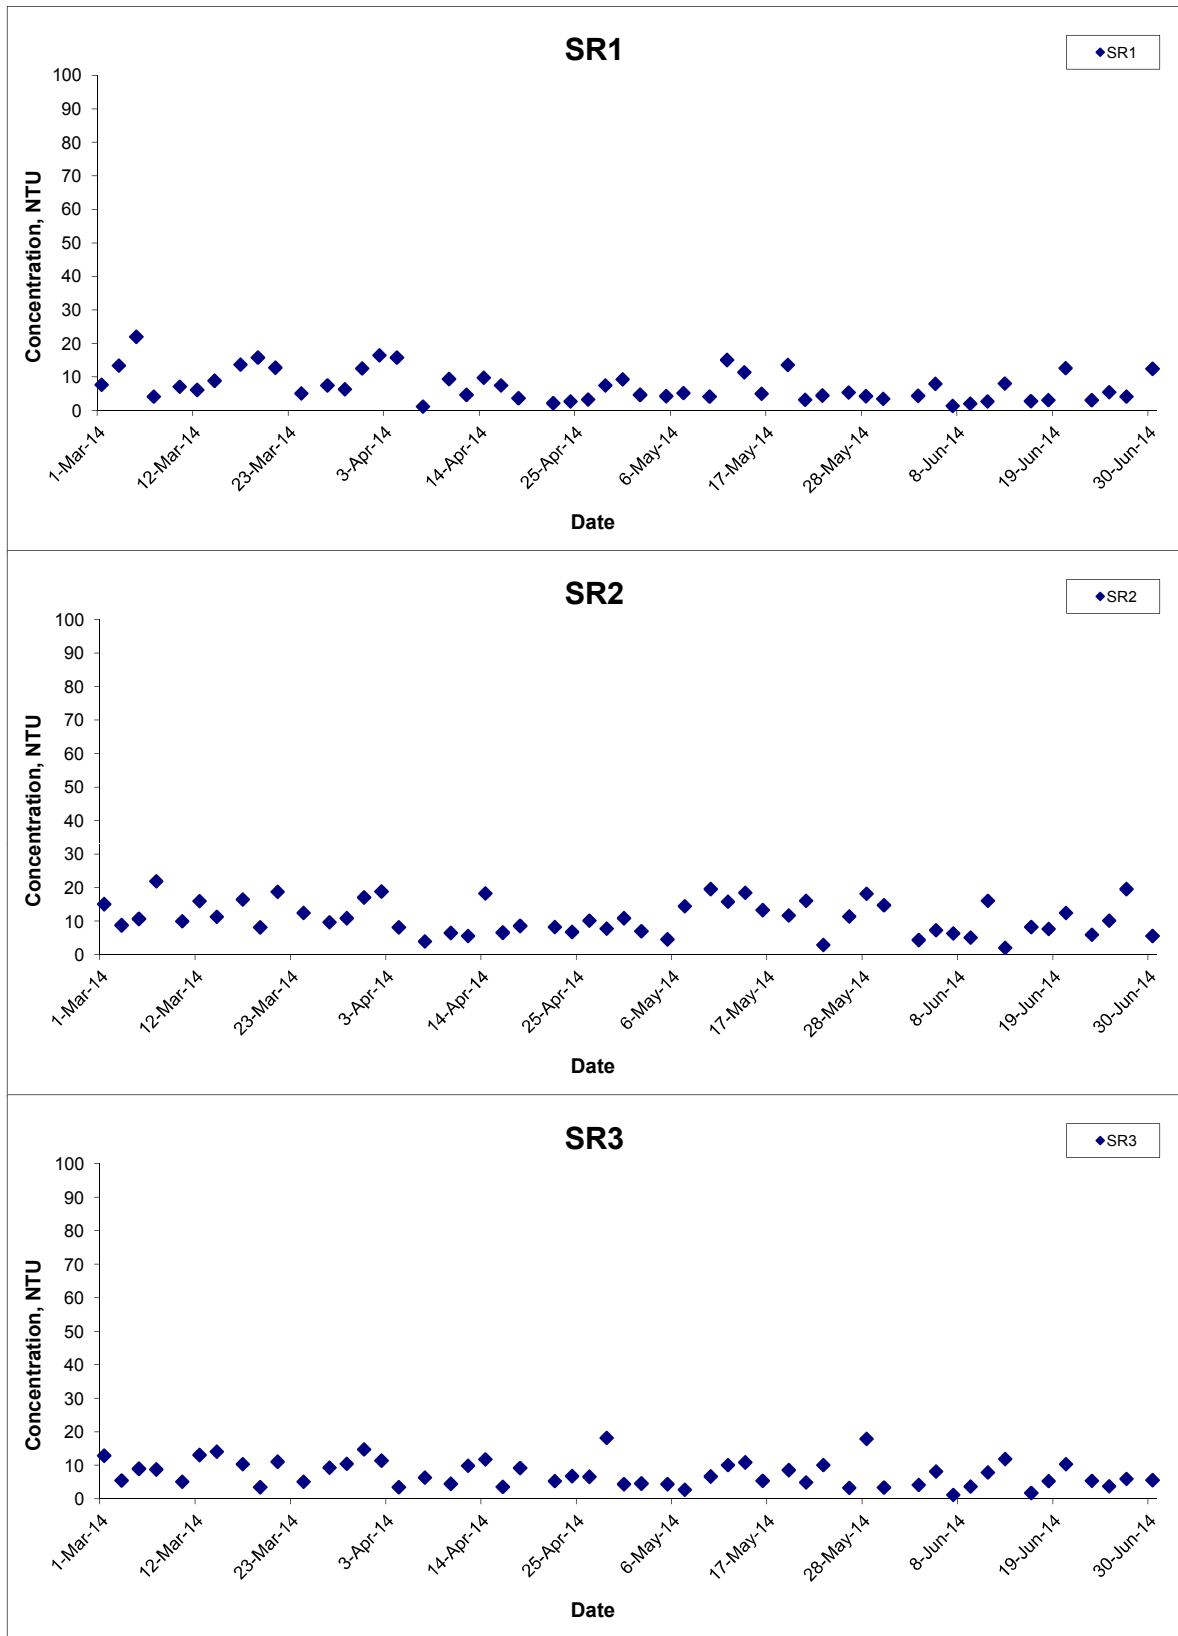 SR1
SR1
100
90
80
70
60
50
40
30
20
10
0
Concentration, NTU
1-Mar-14
12-Mar-14
23-Mar-14
3-Apr-14
14-Apr-14
25-Apr-14
6-May-14
17-May-14
28-May-14
8-Jun-14
19-Jun-14
30-Jun-14
Date
SR2
SR2
100
90
80
70
60
50
40
30
20
10
0
Concentration, NTU
1-Mar-14
12-Mar-14
23-Mar-14
3-Apr-14
14-Apr-14
25-Apr-14
6-May-14
17-May-14
28-May-14
8-Jun-14
19-Jun-14
30-Jun-14
Date
SR3
SR3
100
90
80
70
60
50
40
30
20
10
0
Concentration, NTU
1-Mar-14
12-Mar-14
23-Mar-14
3-Apr-14
14-Apr-14
25-Apr-14
6-May-14
17-May-14
28-May-14
8-Jun-14
19-Jun-14
30-Jun-14
Date